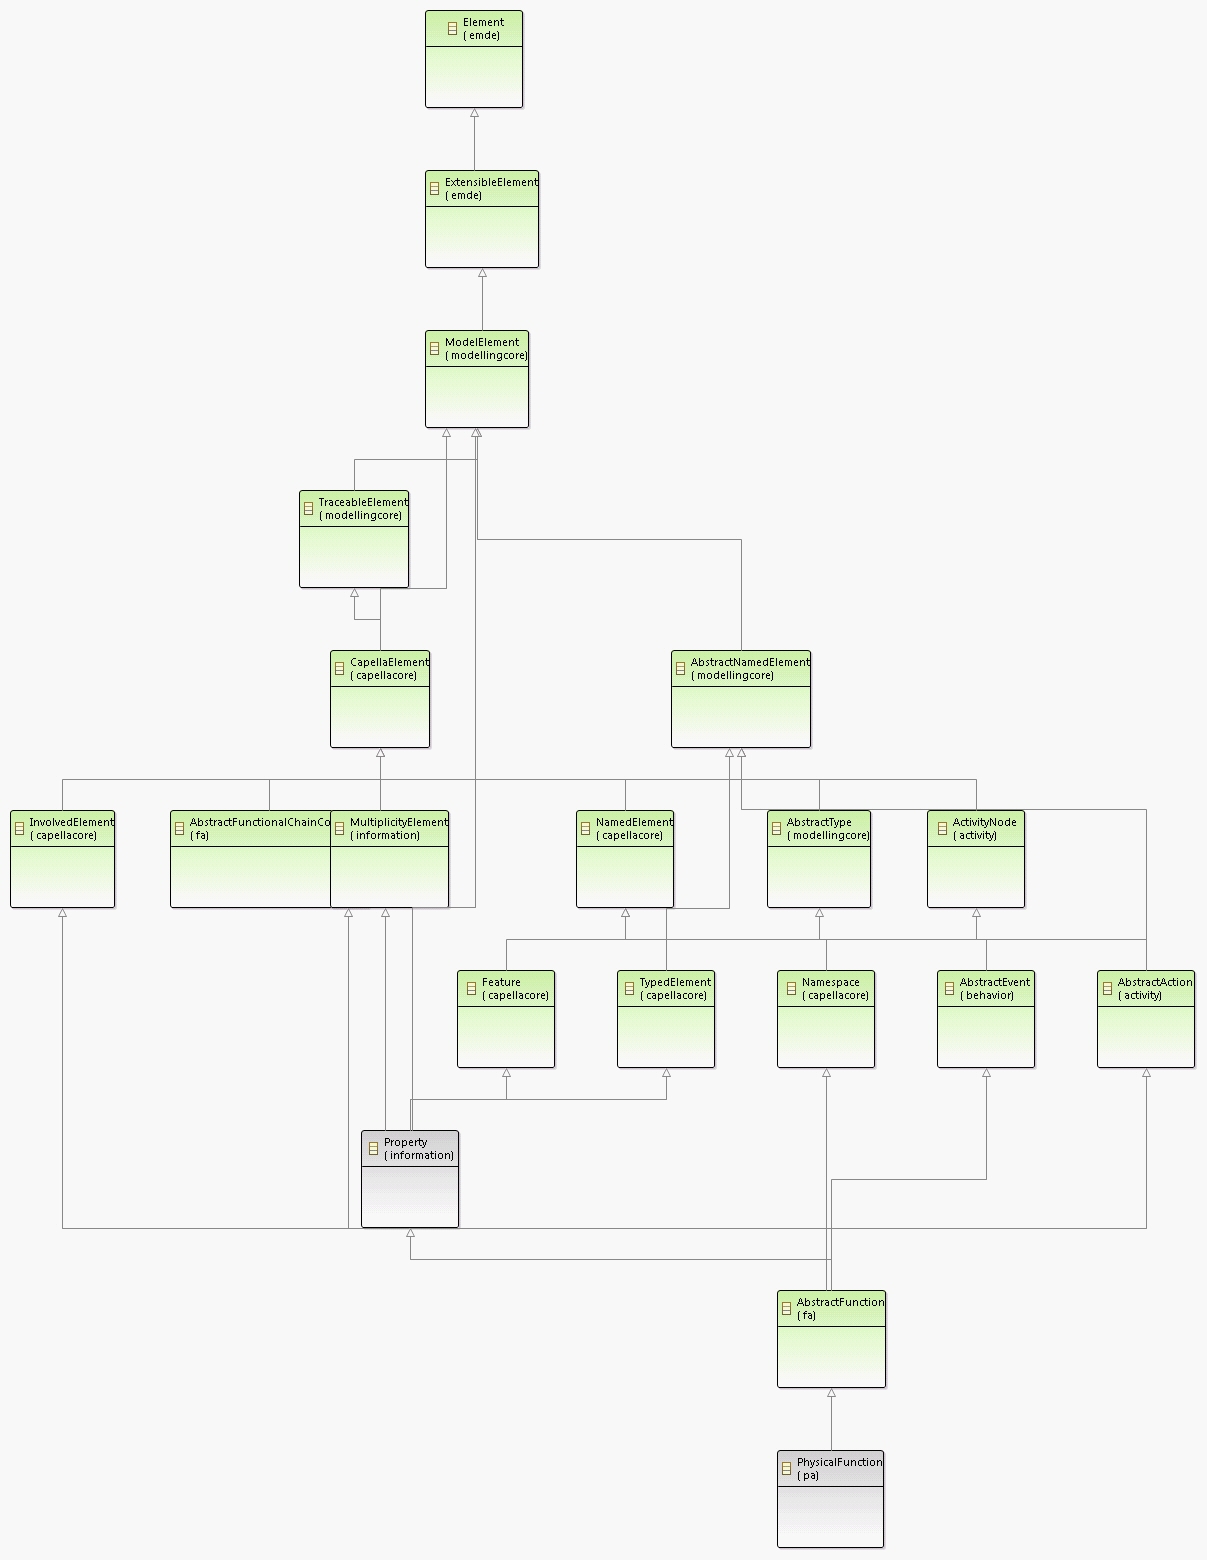 Element
( emde)
ExtensibleElement
( emde)
ModelElement
( modellingcore)
TraceableElement
( modellingcore)
CapellaElement
( capellacore)
AbstractNamedElement
( modellingcore)
InvolvedElement
( capellacore)
AbstractFunctionalChainCo
( fa)
MultiplicityElement
( information)
NamedElement
( capellacore)
AbstractType
( modellingcore)
ActivityNode
( activity)
Feature
( capellacore)
TypedElement
( capellacore)
Namespace
( capellacore)
AbstractEvent
( behavior)
AbstractAction
( activity)
Property
( information)
AbstractFunction
( fa)
PhysicalFunction
( pa)